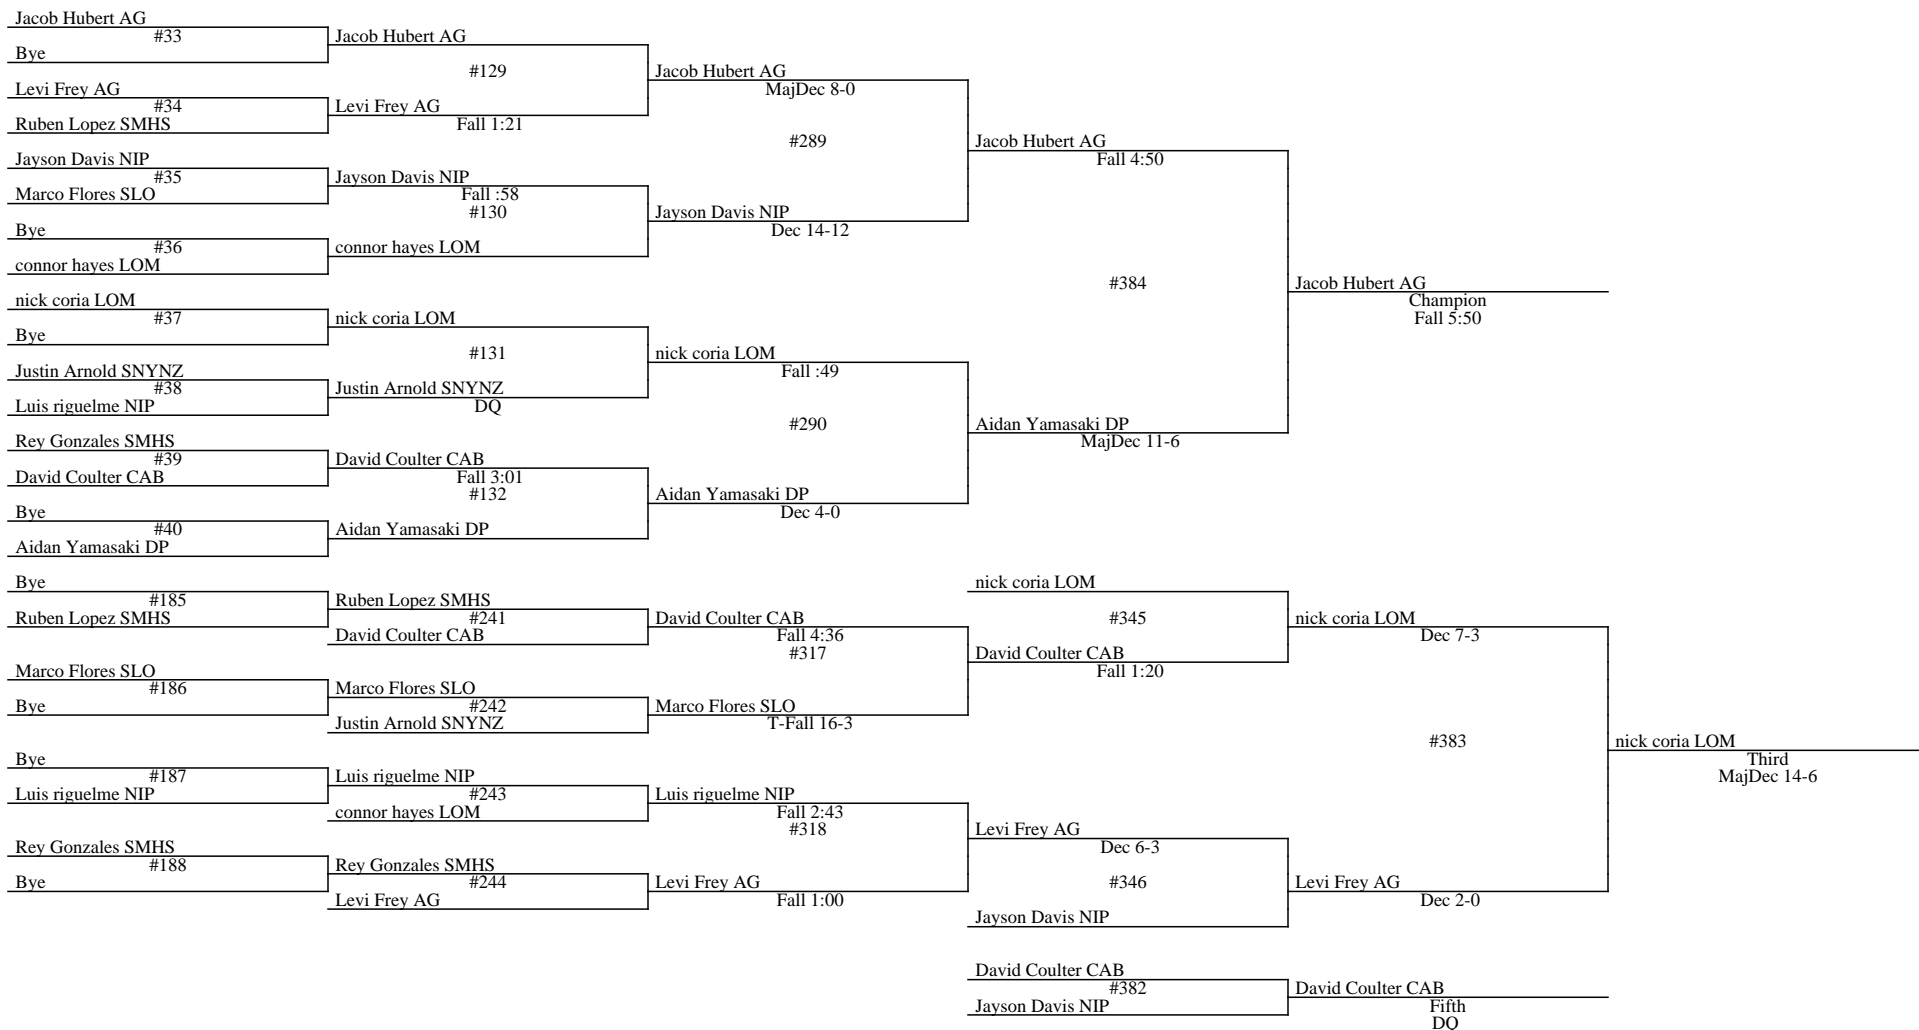 Jacob Hubert AG
#33
Bye
Jacob Hubert AG
#129
Levi Frey AG
#34
Ruben Lopez SMHS
Levi Frey AG
Fall 1:21
Jacob Hubert AG
MajDec 8-0
#289
Jayson Davis NIP
#35
Marco Flores SLO
Jayson Davis NIP
Fall :58
#130
Bye
#36
connor hayes LOM
connor hayes LOM
Jayson Davis NIP
Dec 14-12
Jacob Hubert AG
Fall 4:50
#384
nick coria LOM
#37
Bye
nick coria LOM
#131
Justin Arnold SNYNZ
#38
Luis riguelme NIP
Justin Arnold SNYNZ
DQ
nick coria LOM
Fall :49
#290
Rey Gonzales SMHS
#39
David Coulter CAB
David Coulter CAB
Fall 3:01
#132
Bye
#40
Aidan Yamasaki DP
Aidan Yamasaki DP
Aidan Yamasaki DP
Dec 4-0
Aidan Yamasaki DP
MajDec 11-6
Jacob Hubert AG
Champion
Fall 5:50
Bye
#185
Ruben Lopez SMHS
Ruben Lopez SMHS
#241
David Coulter CAB
David Coulter CAB
Fall 4:36
#317
Marco Flores SLO
#186
Bye
Marco Flores SLO
#242
Justin Arnold SNYNZ
Marco Flores SLO
T-Fall 16-3
nick coria LOM
#345
David Coulter CAB
Fall 1:20
nick coria LOM
Dec 7-3
#383
Bye
#187
Luis riguelme NIP
Luis riguelme NIP
#243
connor hayes LOM
Luis riguelme NIP
Fall 2:43
#318
Rey Gonzales SMHS
#188
Bye
Rey Gonzales SMHS
#244
Levi Frey AG
Levi Frey AG
Fall 1:00
Levi Frey AG
Dec 6-3
#346
Jayson Davis NIP
Levi Frey AG
Dec 2-0
nick coria LOM
Third
MajDec 14-6
David Coulter CAB
#382
Jayson Davis NIP
David Coulter CAB
Fifth
DQ